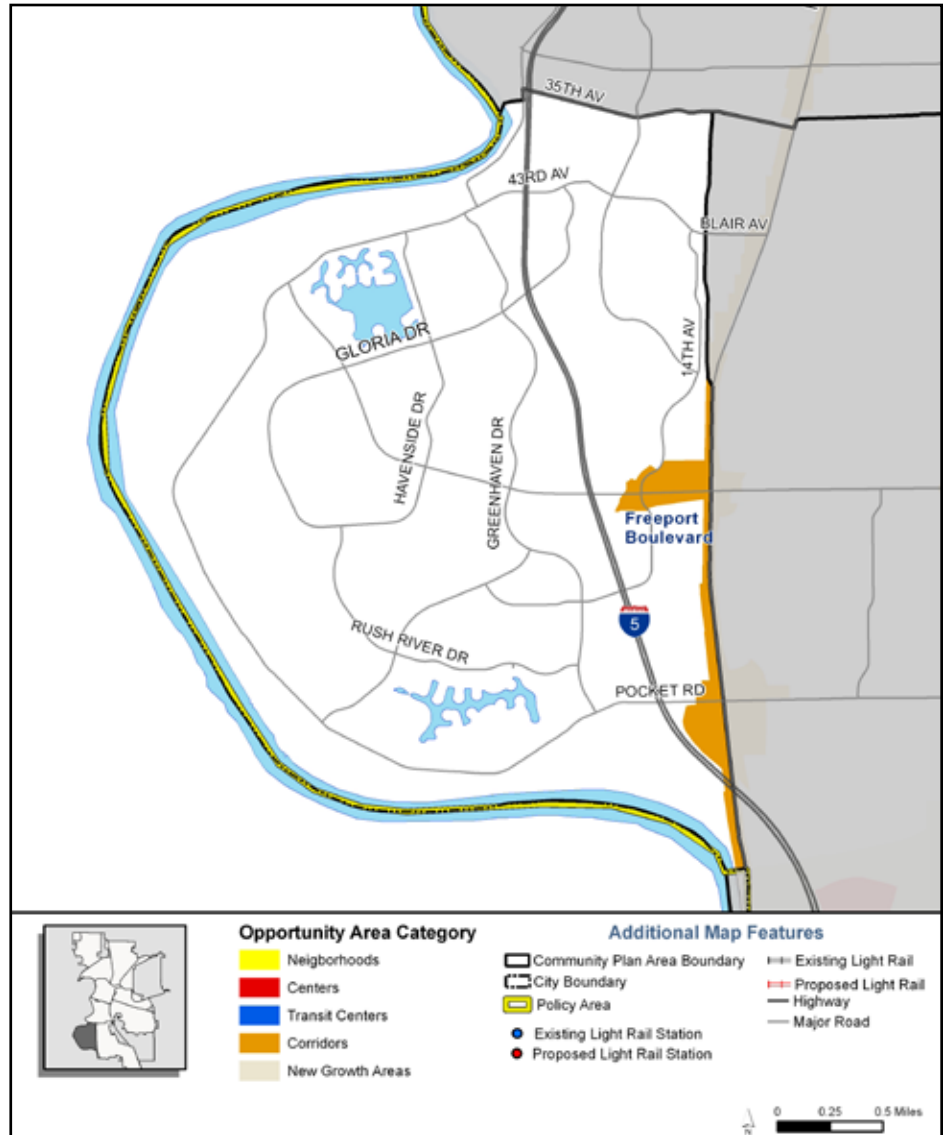 35TH AV
43RD AV
BLAIR AV
GLORIA DR
14TH AV
HAVENSIDE DR
GREENHAVEN DR
Freeport
Boulevard
5
RUSH RIVER DR
POCKET RD
Opportunity Area Category
Neigborhoods
Centers
Transit Centers
Corridors
New Growth Areas
Additional Map Features
Community Plan Area Boundary
City Boundary
Policy Area
Existing Light Rail Station
Proposed Light Rail Station
Existing Light Rail
Proposed Light Rail
Highway
Major Road
N
0 0.25 0.5 Miles